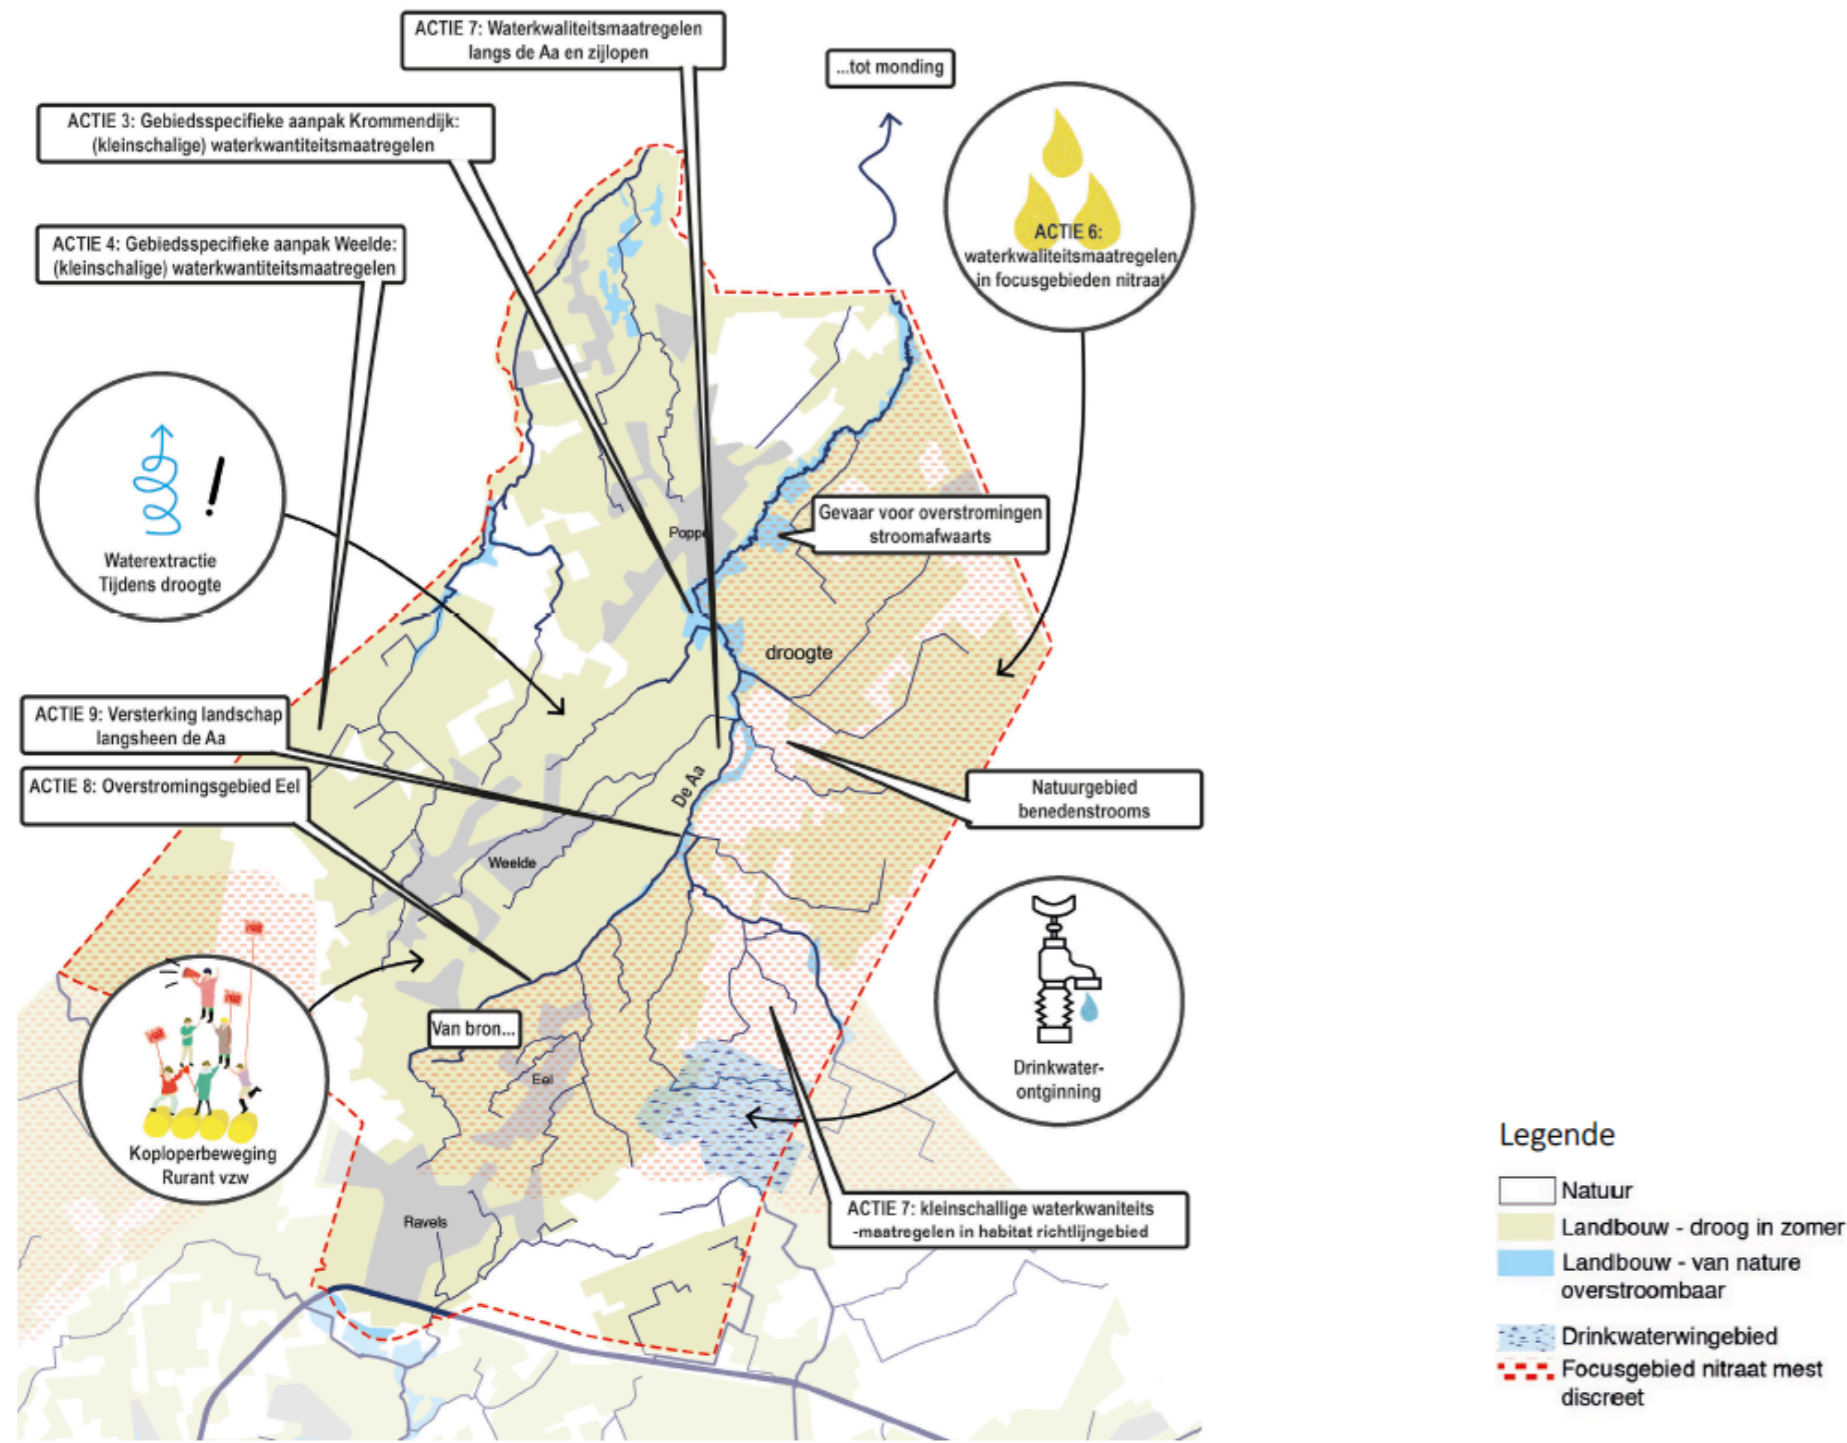 ACTIE 7: Waterkwaliteitsmaatregelen
langs de Aa en zijlopen
...tot monding
ACTIE 3: Gebiedsspecifieke aanpak Krommendijk:
(kleinschalige) waterkwantiteitsmaatregelen
ACTIE 6:
waterkwaliteitsmaatregelen
in focusgebieden nitraat
ACTIE 4: Gebiedsspecifieke aanpak Weelde:
(kleinschalige) waterkwantiteitsmaatregelen
Waterextractie
Tijdens droogte
!
Poppe
Gevaar voor overstromingen
stroomafwaarts
droogte
ACTIE 9: Versterking landschap
langsheen de Aa
ACTIE 8: Overstromingsgebied Eel
De Aa
Natuurgebied
benedenstrooms
Weelde
Van bron...
Eel
Drinkwater-
ontginning
Koploperbeweging
Rurant vzw
Ravels
ACTIE 7: kleinschallige waterkwaniteits
-maatregelen in habitat richtlijngebied
Legende
Natuur
Landbouw - droog in zomer
Landbouw - van nature
overstroombaar
Drinkwaterwingebied
Focusgebied nitraat mest
discreet